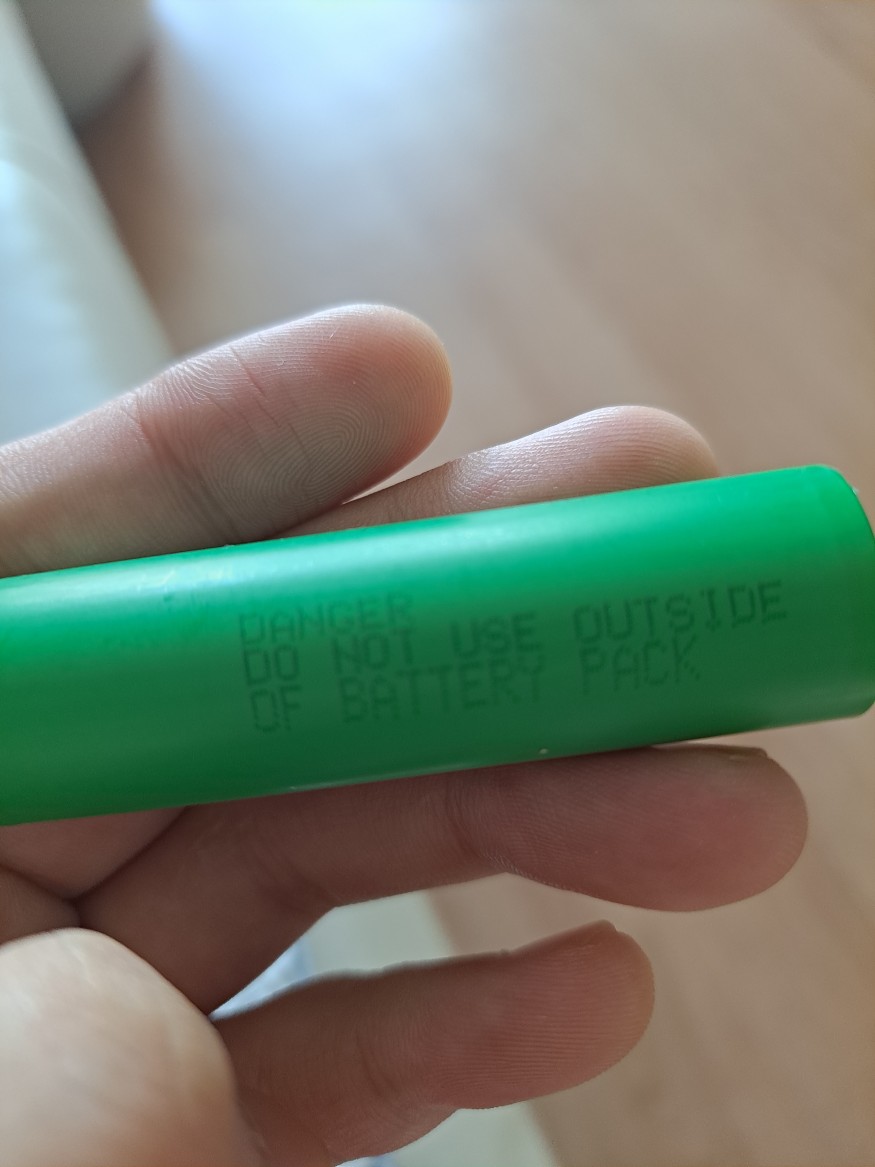 DANGER
DO NOT USE OUTSIDE
OF BATTERY PACK